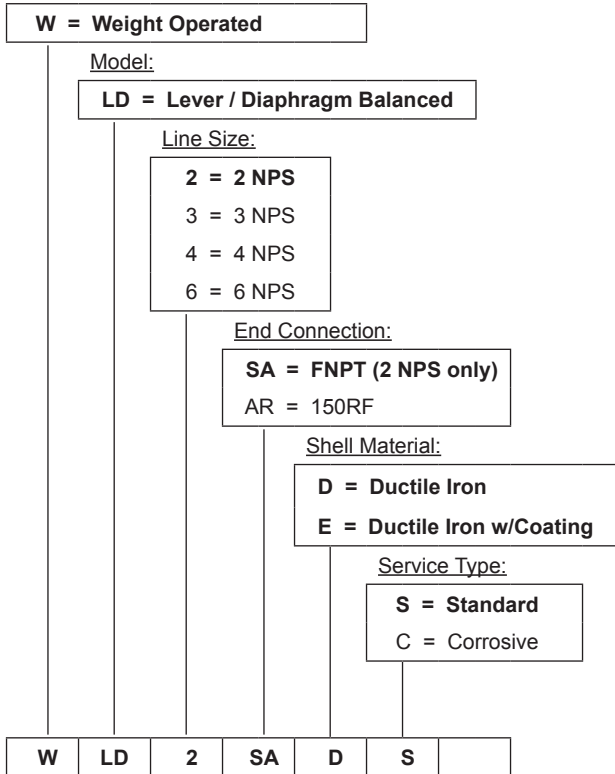 W = Weight Operated
Model:
LD = Lever / Diaphragm Balanced
Line Size:
2 = 2 NPS
3 = 3 NPS
4 = 4 NPS
6 = 6 NPS
End Connection:
SA = FNPT (2 NPS only)
AR = 150RF
Shell Material:
D = Ductile Iron
E = Ductile Iron w/Coating
Service Type:
S = Standard
C = Corrosive
W LD 2 SA D S